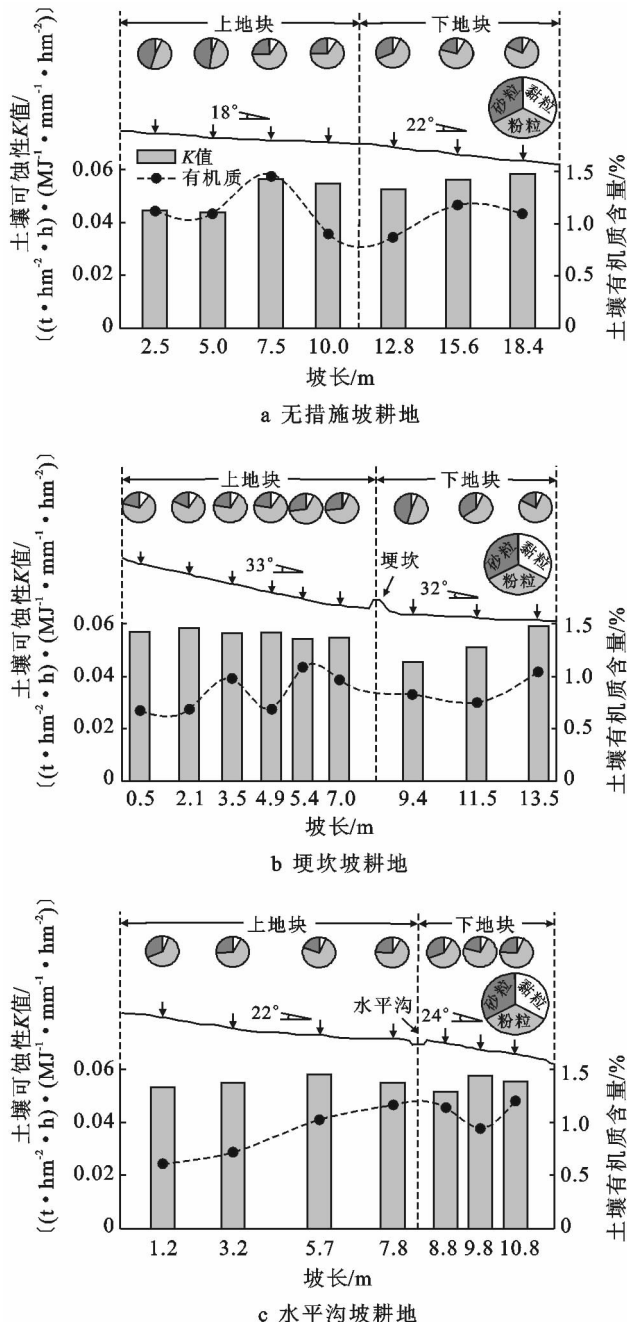 上地块
下地块
砂粒
黏粒
粉粒
18°
22°
K值
有机质
土壤可蚀性K值/
〔(t•hm⁻²•h)•(MJ⁻¹•mm⁻¹•hm⁻²)〕
0.06
0.04
0.02
0
1.5
1.0
0.5
0
土壤有机质含量/%
2.5 5.0 7.5 10.0 12.8 15.6 18.4
坡长/m
a 无措施坡耕地
上地块
下地块
砂粒
黏粒
粉粒
33°
埂坎
32°
土壤可蚀性K值/
〔(t•hm⁻²•h)•(MJ⁻¹•mm⁻¹•hm⁻²)〕
0.06
0.04
0.02
0
1.5
1.0
0.5
0
土壤有机质含量/%
0.5 2.1 3.5 4.9 5.4 7.0 9.4 11.5 13.5
坡长/m
b 埂坎坡耕地
上地块
下地块
砂粒
黏粒
粉粒
22°
水平沟
24°
土壤可蚀性K值/
〔(t•hm⁻²•h)•(MJ⁻¹•mm⁻¹•hm⁻²)〕
0.06
0.04
0.02
0
1.5
1.0
0.5
0
土壤有机质含量/%
1.2 3.2 5.7 7.8 8.8 9.8 10.8
坡长/m
c 水平沟坡耕地